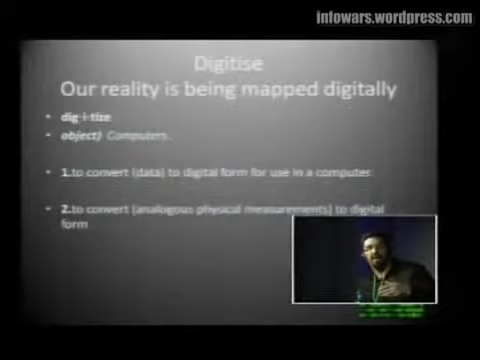 infowars.wordpress.com
Digitise
Our reality is being mapped digitally
• dig·i·tize
• object) Computers.
• 1.to convert (data) to digital form for use in a computer
• 2.to convert (analogous physical measurements) to digital
form